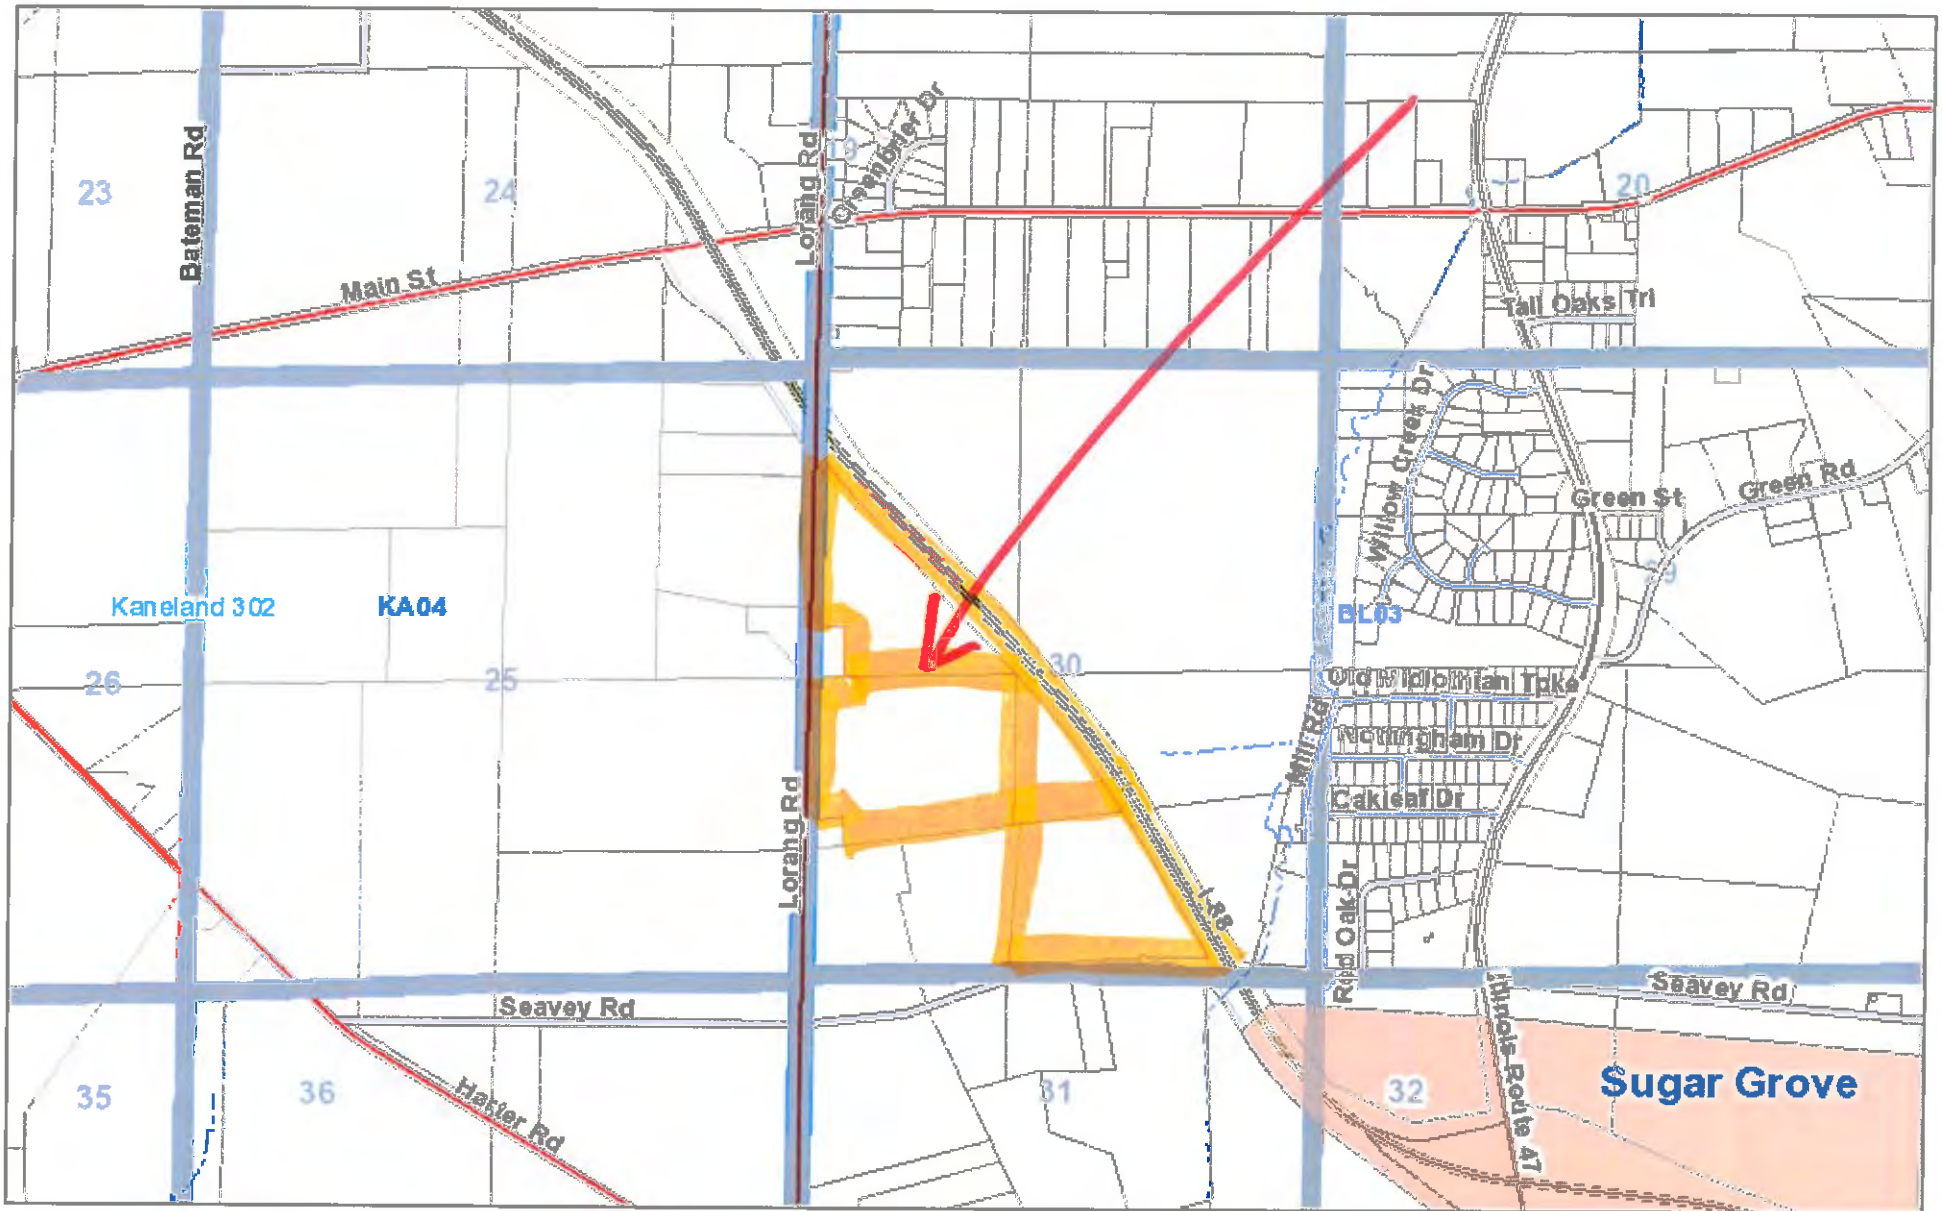 Bateman Rd
23
24
Lorang Rd
19
Greenbrier Dr
20
Main St
Tall Oaks Trl
Willow Creek Dr
Green St
Green Rd
29
Kaneland 302
KA04
BL03
26
25
30
Old Midlothian Tpke
Mill Rd
Nottingham Dr
Oakleaf Dr
Lorang Rd
I-88
Red Oak Dr
Seavey Rd
Seavey Rd
Illinois Route 47
35
36
31
32
Sugar Grove
Harter Rd